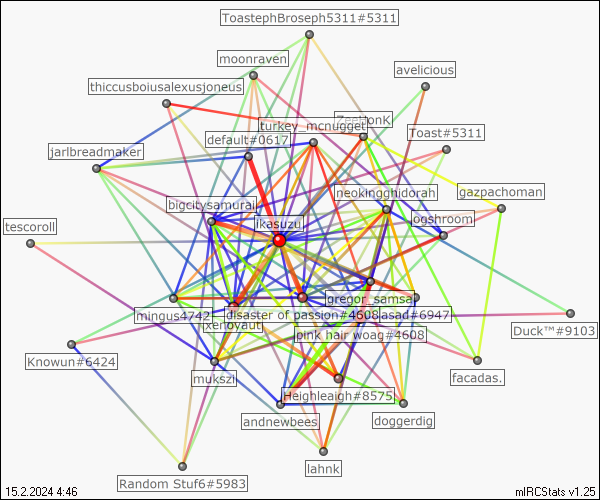 ToastephBroseph5311#5311
moonraven
avelicious
thiccusboiusalexusjoneus
turkey_mcnugget
Toast#5311
default#0617
jarlbreadmaker
neokingghidorah
gazpachoman
bigcitysamurai
ikasuzu
ogshroom
tescoroll
gregor_samsa
mingus4742
disaster of passion#4608
asad#6947
xenovaut
pink hair woag#4608
Duck™#9103
Knowun#6424
mukszi
facadas.
Heighleaigh#8575
andnewbees
doggerdig
lahnk
Random Stuf6#5983
15.2.2024 4:46
mIRCStats v1.25